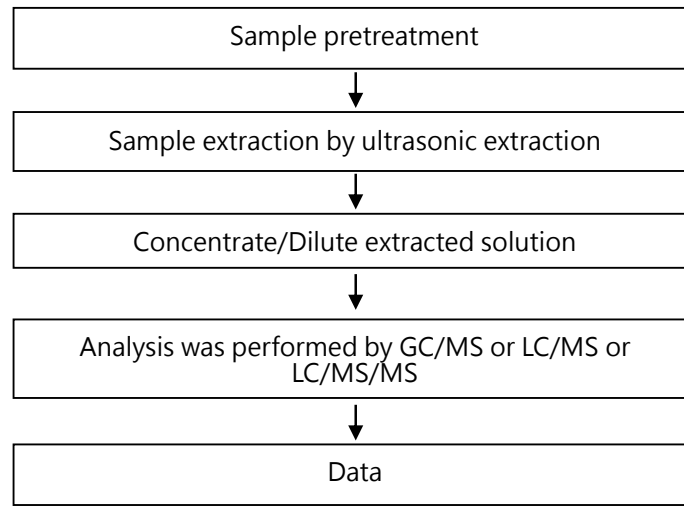 Sample pretreatment
Sample extraction by ultrasonic extraction
Concentrate/Dilute extracted solution
Analysis was performed by GC/MS or LC/MS or
LC/MS/MS
Data